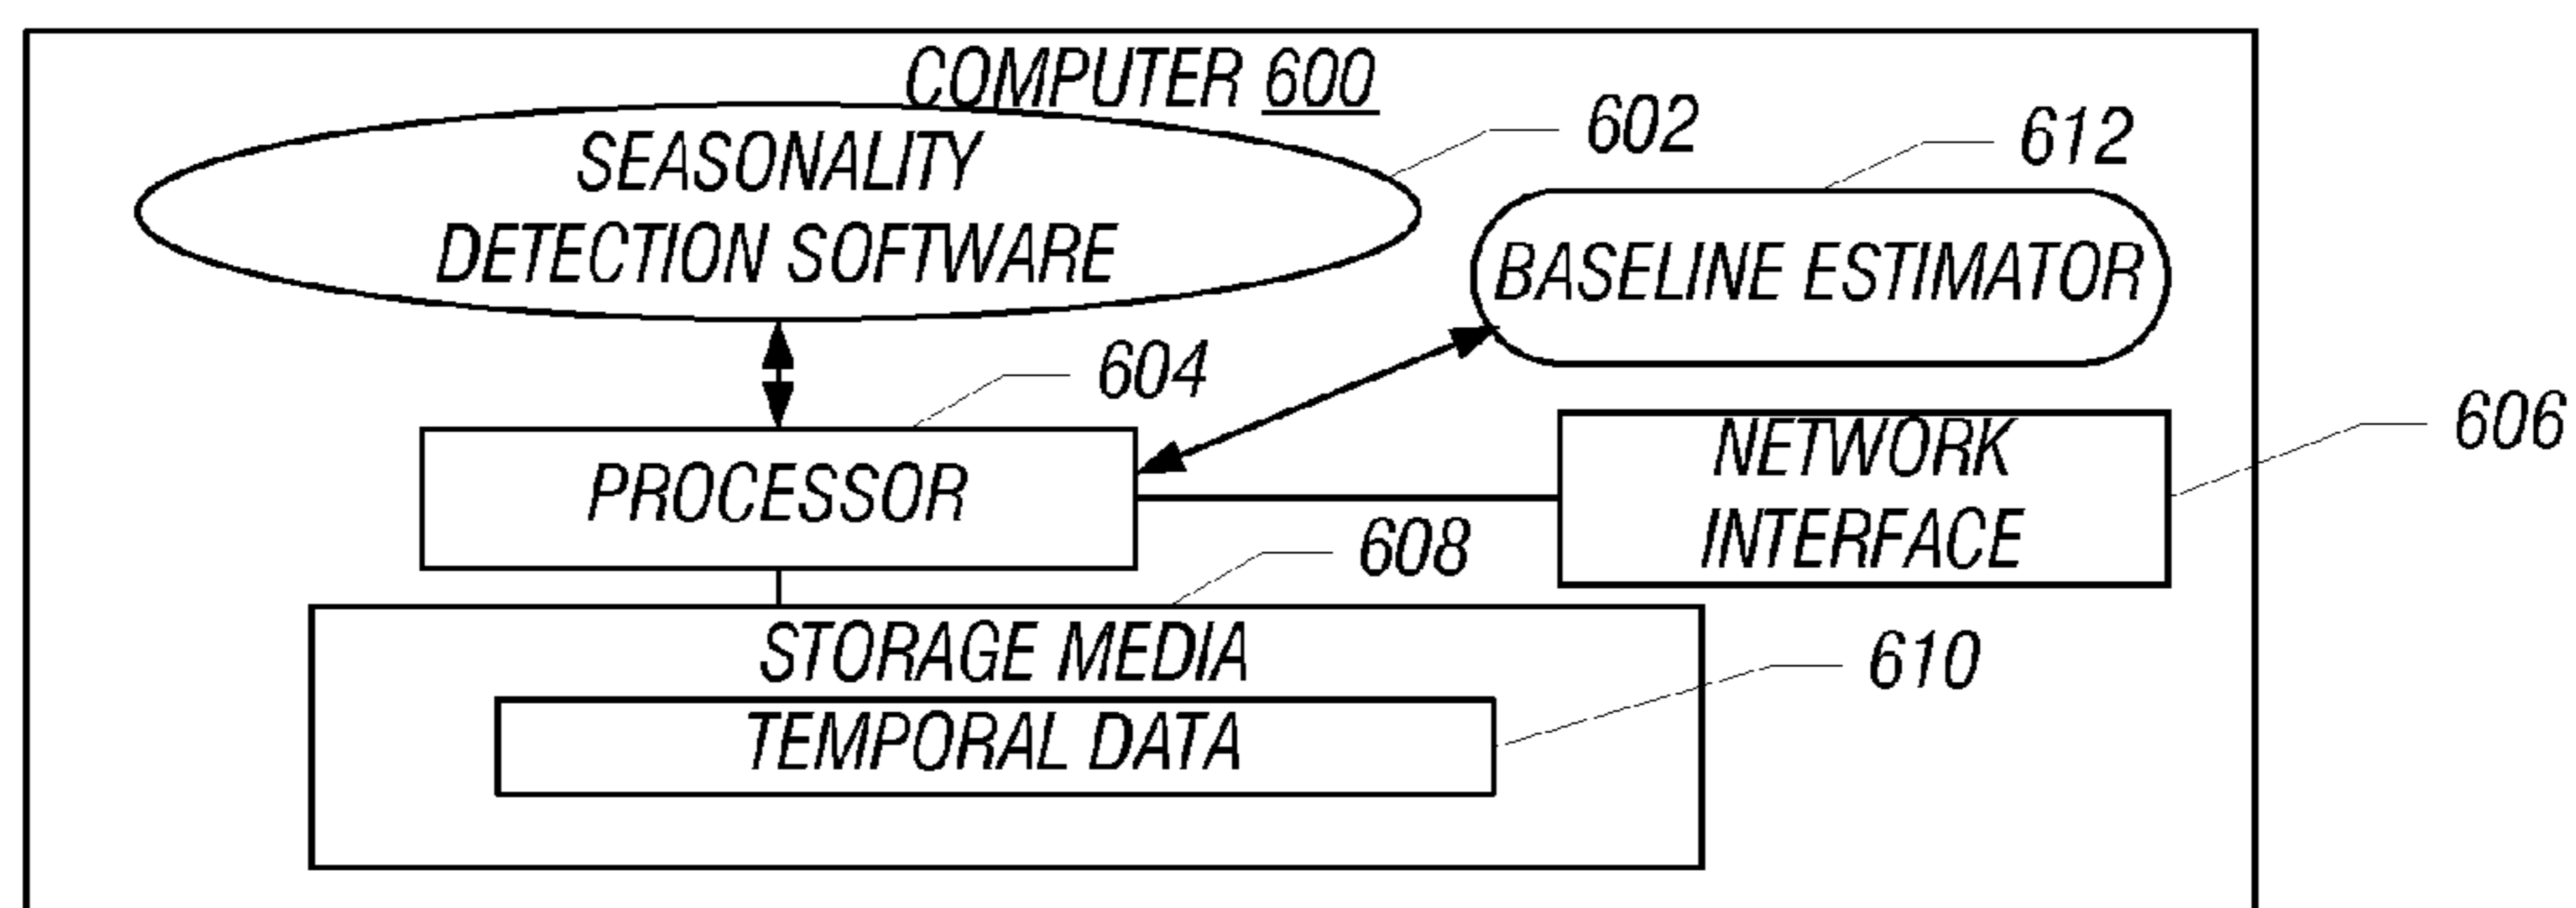 COMPUTER 600
SEASONALITY
DETECTION SOFTWARE
602
612
BASELINE ESTIMATOR
604
PROCESSOR
NETWORK
INTERFACE
606
608
STORAGE MEDIA
610
TEMPORAL DATA